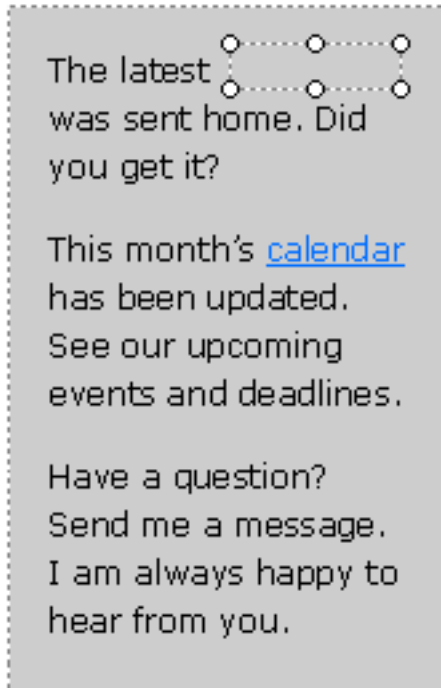 The latest
was sent home. Did
you get it?
This month's calendar
has been updated.
See our upcoming
events and deadlines.
Have a question?
Send me a message.
I am always happy to
hear from you.